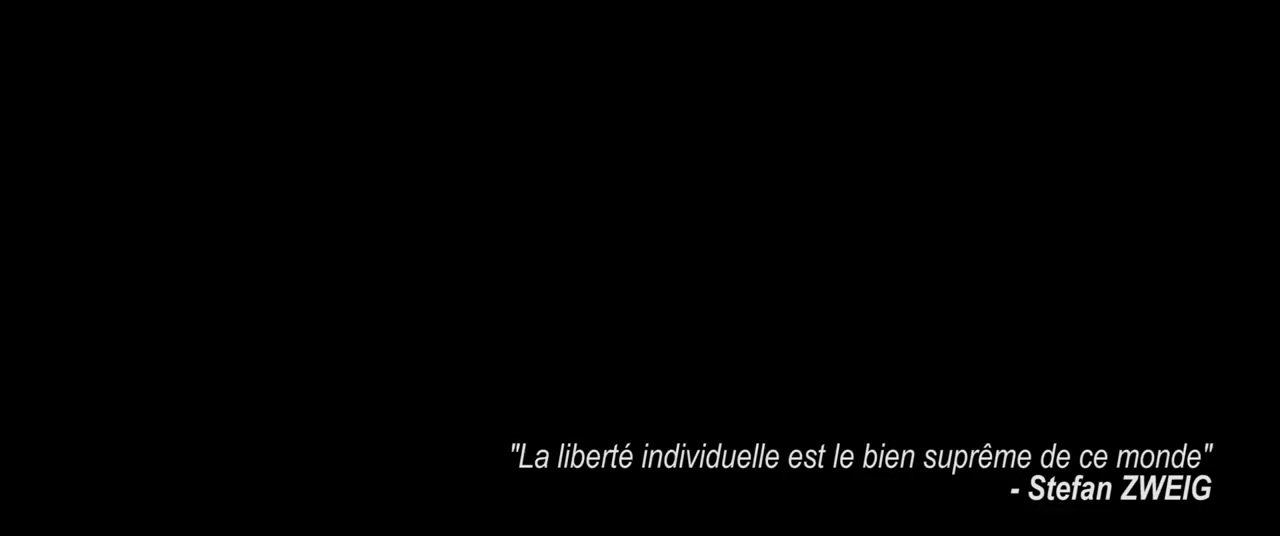 "La liberté individuelle est le bien suprême de ce monde"
- Stefan ZWEIG